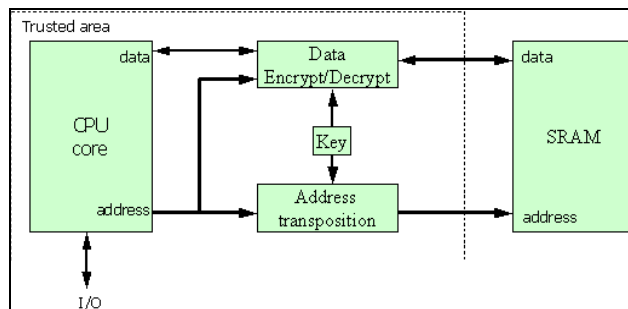 Trusted area
data
Data
Encrypt/Decrypt
data
CPU
core
Key
SRAM
address
Address
transposition
address
I/O